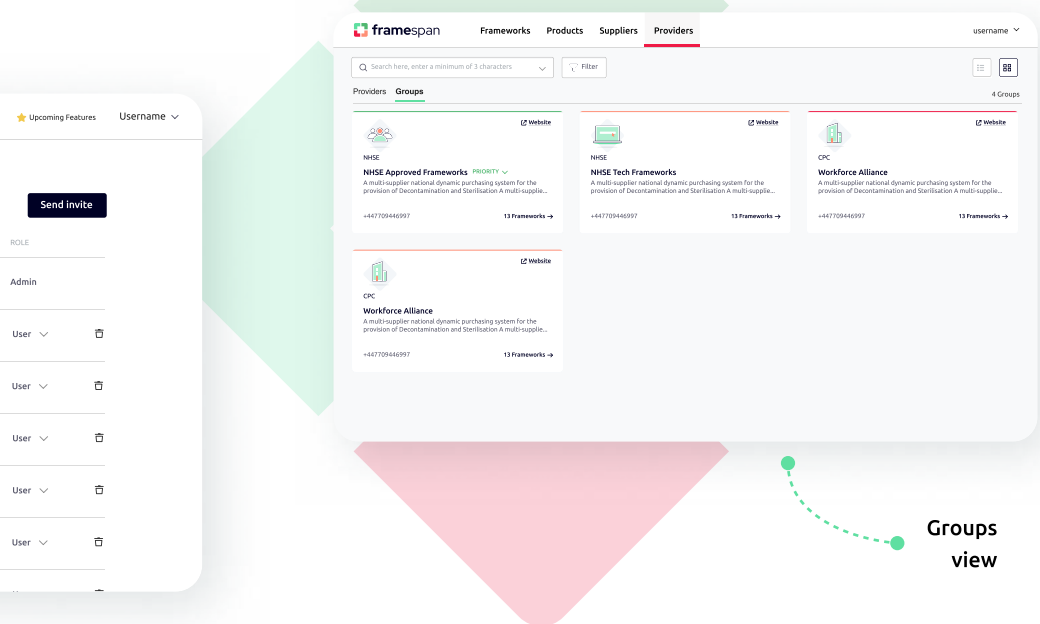 Upcoming Features
Username
Send invite
ROLE
Admin
User
User
User
User
User
framespan
Frameworks
Products
Suppliers
Providers
username
Search here, enter a minimum of 3 characters
Filter
Providers
Groups
4 Groups
Website
NHSE
NHSE Approved Frameworks PRIORITY
A multi-supplier national dynamic purchasing system for the
provision of Decontamination and Sterilisation A multi-supplie...
+447709446997
13 Frameworks →
Website
NHSE
NHSE Tech Frameworks
A multi-supplier national dynamic purchasing system for the
provision of Decontamination and Sterilisation A multi-supplie...
+447709446997
13 Frameworks →
Website
CPC
Workforce Alliance
A multi-supplier national dynamic purchasing system for the
provision of Decontamination and Sterilisation A multi-supplie...
+447709446997
13 Frameworks →
Website
CPC
Workforce Alliance
A multi-supplier national dynamic purchasing system for the
provision of Decontamination and Sterilisation A multi-supplie...
+447709446997
13 Frameworks →
Groups
view